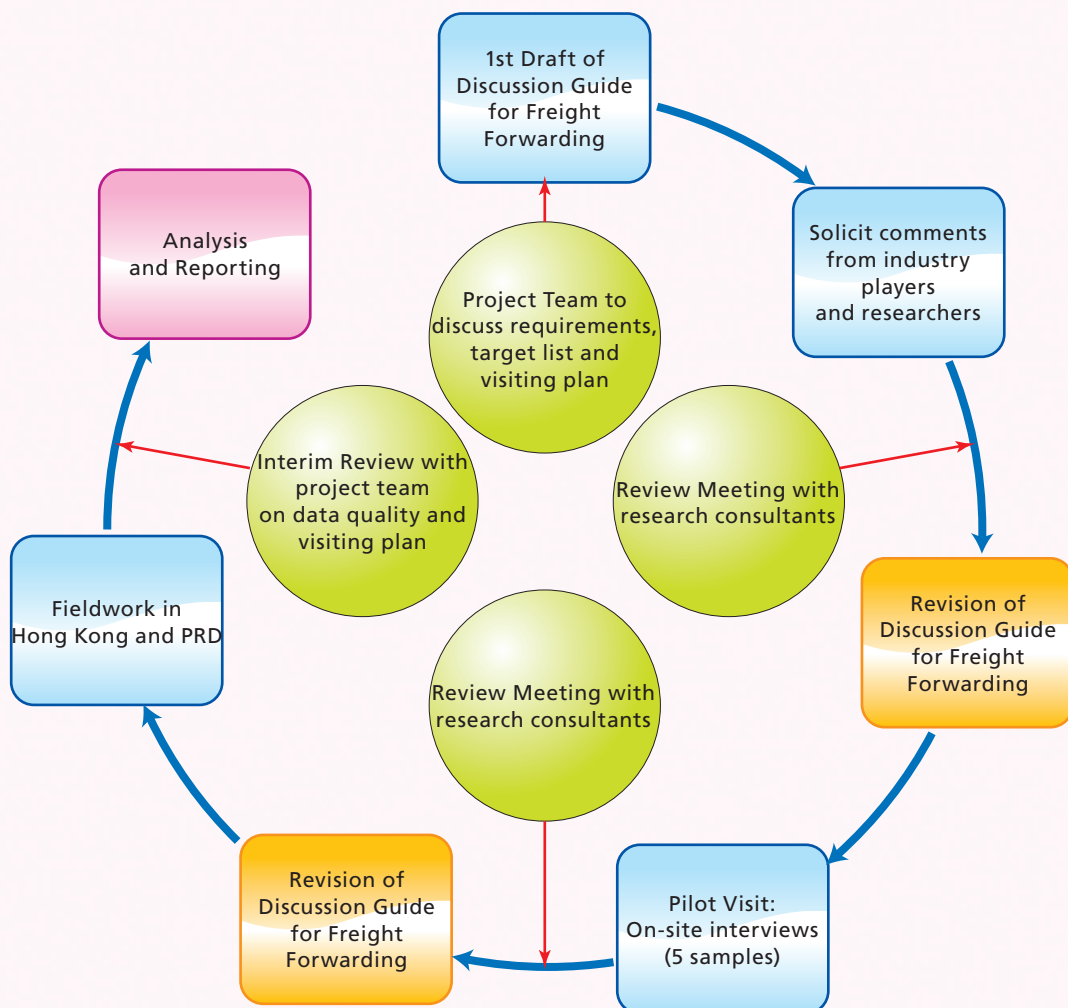 1st Draft of
Discussion Guide
for Freight
Forwarding
Solicit comments
from industry
players
and researchers
Revision of
Discussion Guide
for Freight
Forwarding
Pilot Visit:
On-site interviews
(5 samples)
Revision of
Discussion Guide
for Freight
Forwarding
Fieldwork in
Hong Kong and PRD
Analysis
and Reporting
Project Team to
discuss requirements,
target list and
visiting plan
Review Meeting with
research consultants
Review Meeting with
research consultants
Interim Review with
project team
on data quality and
visiting plan